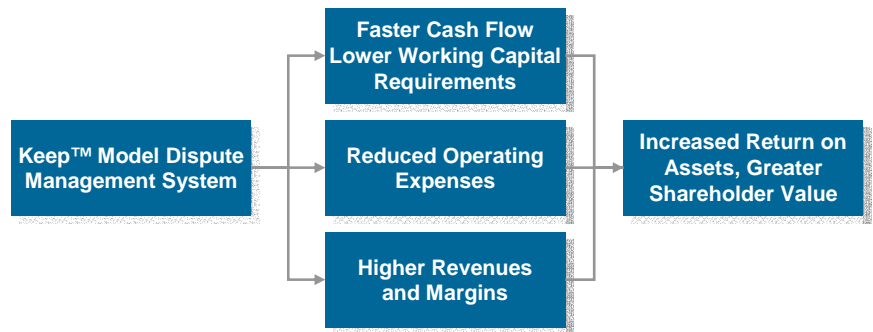 Keep™ Model Dispute
Management System
Faster Cash Flow
Lower Working Capital
Requirements
Reduced Operating
Expenses
Higher Revenues
and Margins
Increased Return on
Assets, Greater
Shareholder Value